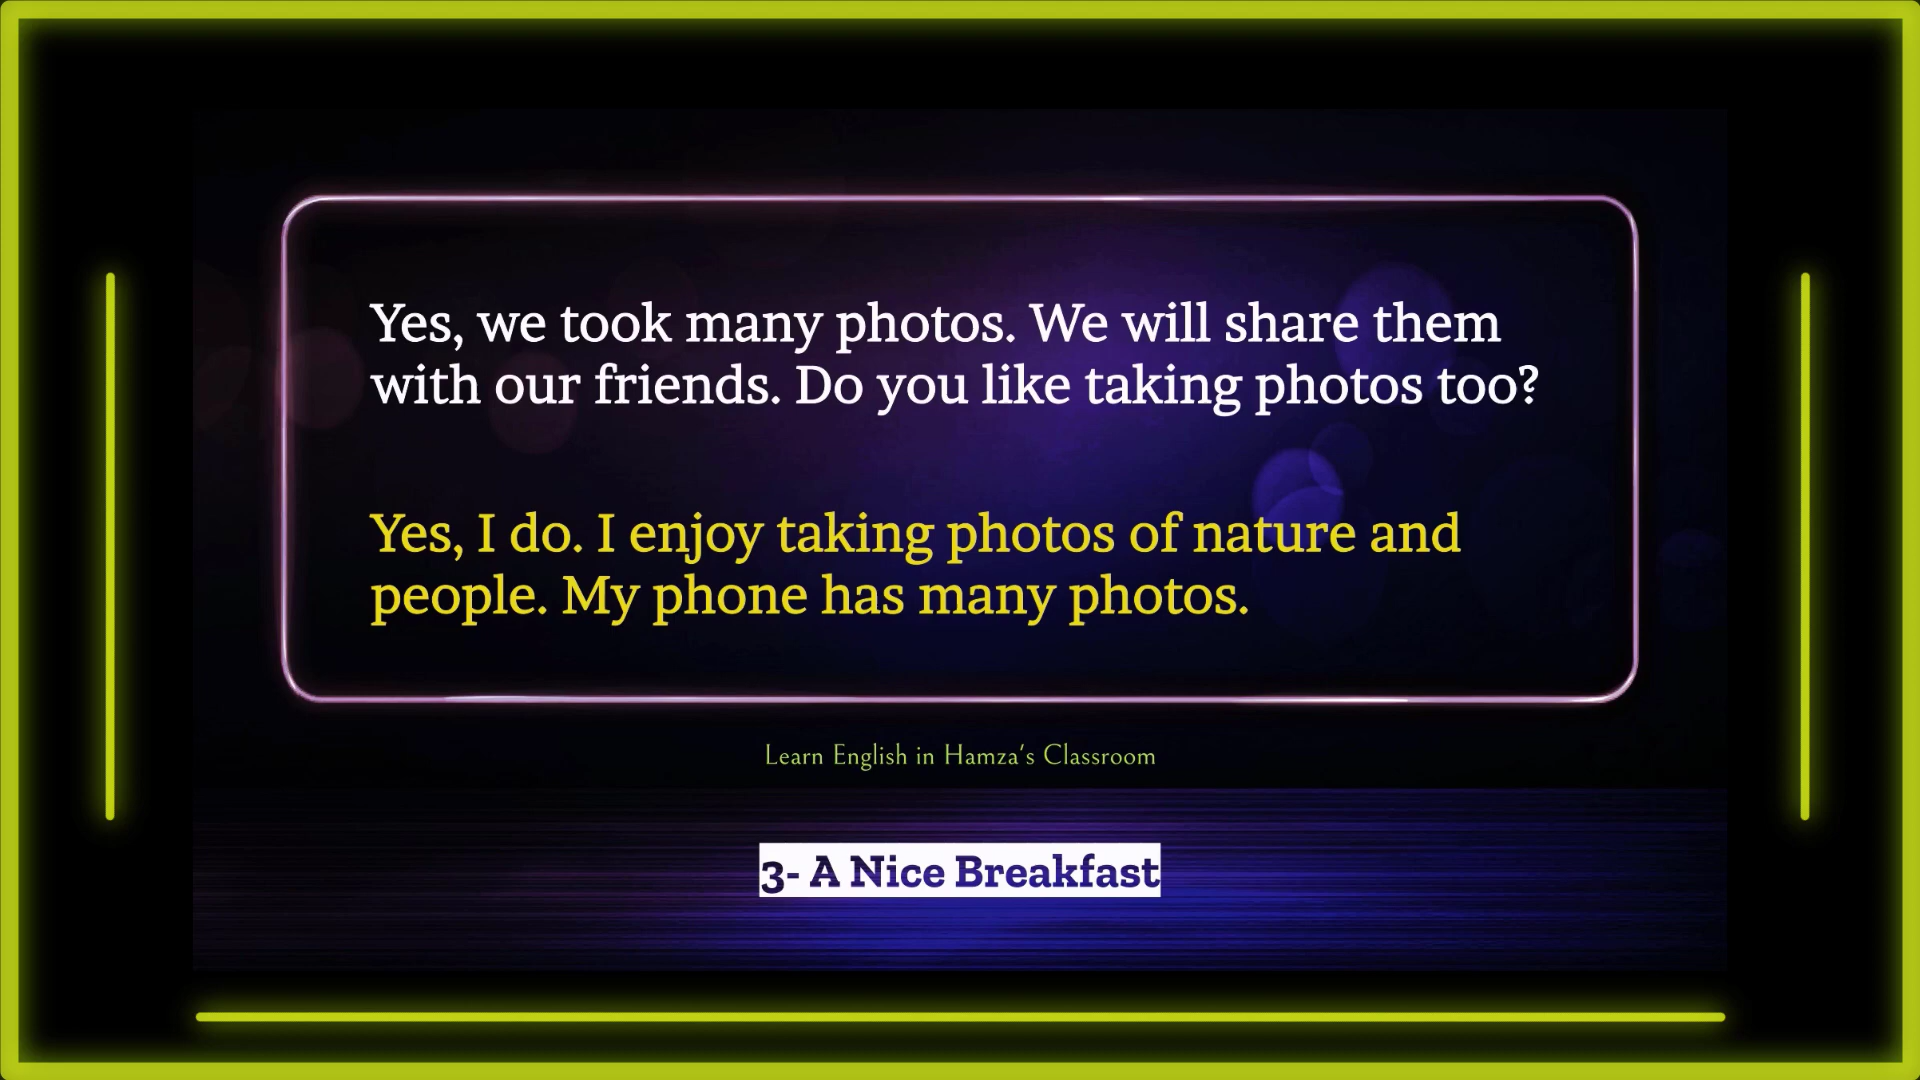 Yes, we took many photos. We will share them
with our friends. Do you like taking photos too?
Yes, I do. I enjoy taking photos of nature and
people. My phone has many photos.
Learn English in Hamza's Classroom
3- A Nice Breakfast